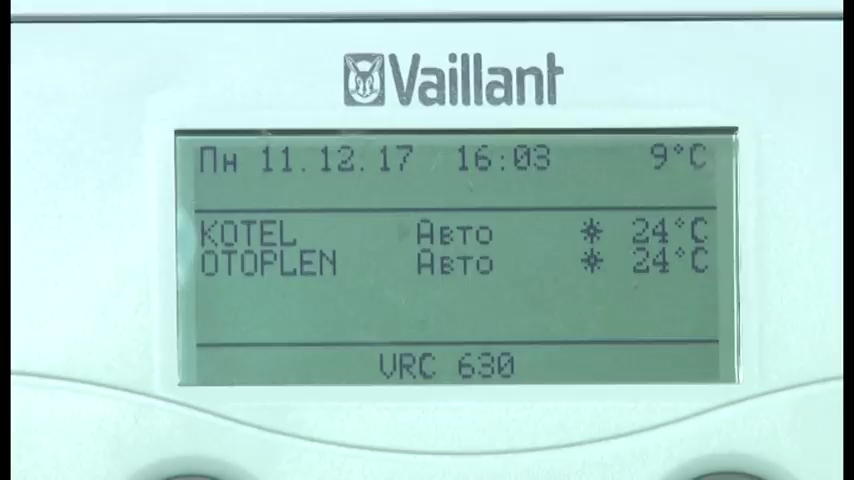 Vaillant
Пн 11.12.17 16:03 9°C
KOTEL Авто ☼ 24°C
OTOPLEN Авто ☼ 24°C
VRC 630